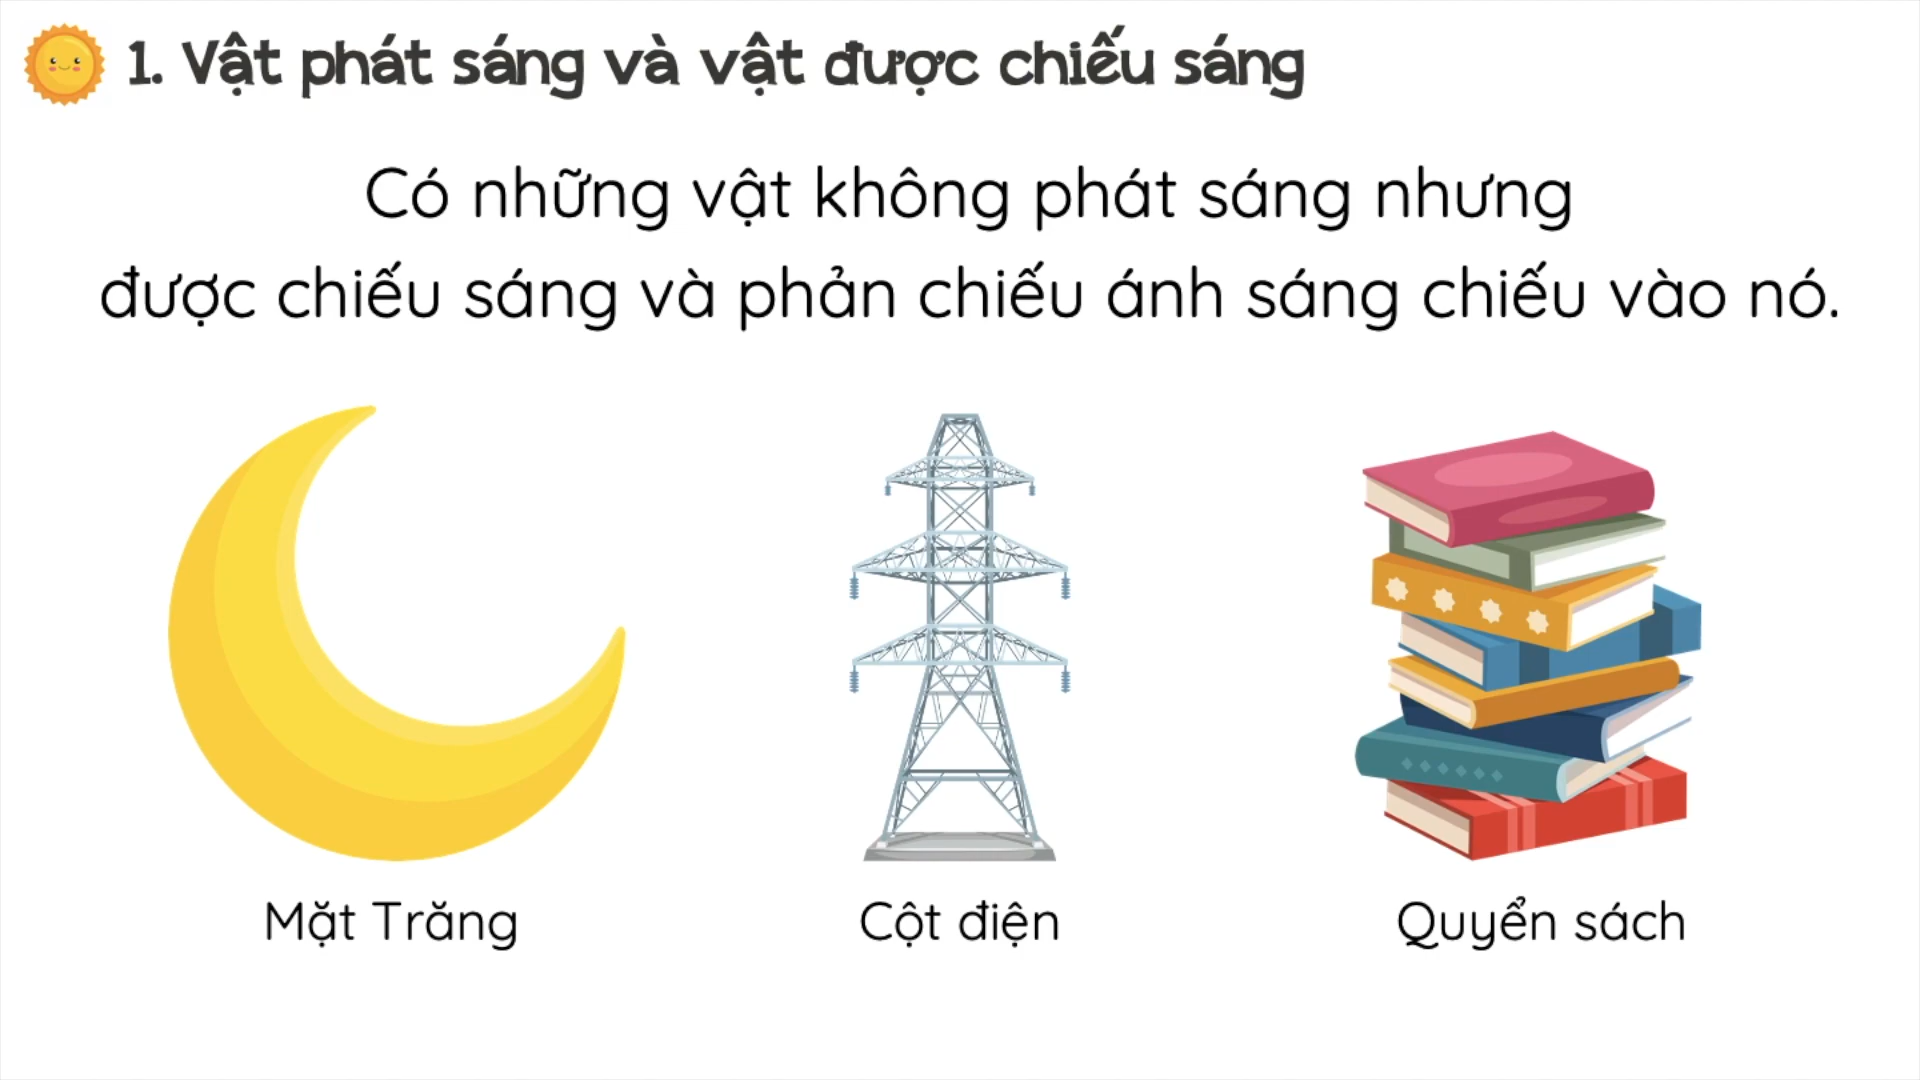 1. Vật phát sáng và vật được chiếu sáng
Có những vật không phát sáng nhưng
được chiếu sáng và phản chiếu ánh sáng chiếu vào nó.
Mặt Trăng
Cột điện
Quyển sách